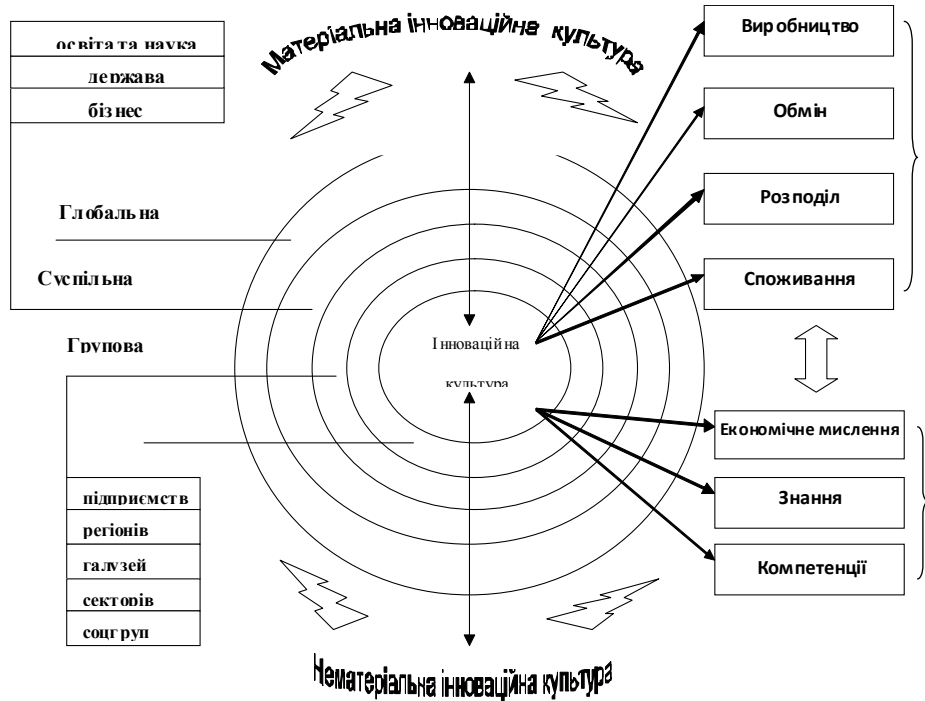 Матеріальна інноваційна культура
освіта та наука
держава
бізнес
Глобальна
Суспільна
Групова
підприємств
регіонів
галузей
секторів
соцгруп
Інноваційна
культура
Виробництво
Обмін
Розподіл
Споживання
Економічне мислення
Знання
Компетенції
Нематеріальна інноваційна культура